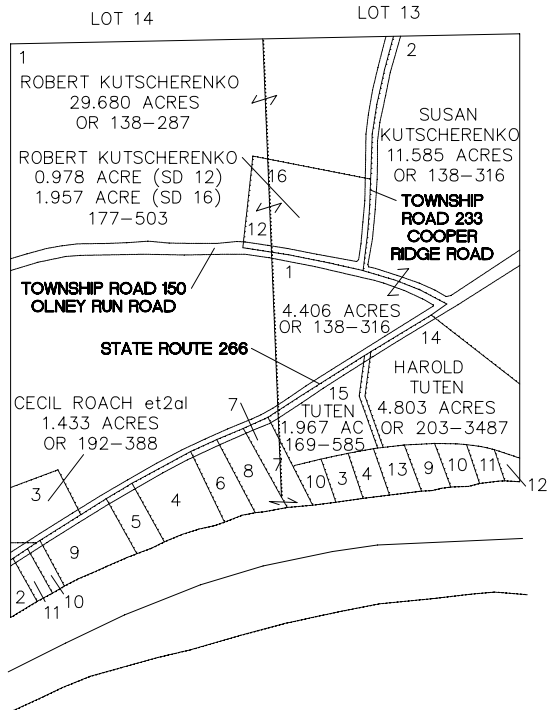 LOT 14
LOT 13
1
2
ROBERT KUTSCHERENKO
29.680 ACRES
OR 138-287
SUSAN
KUTSCHERENKO
11.585 ACRES
OR 138-316
ROBERT KUTSCHERENKO
0.978 ACRE (SD 12)
1.957 ACRE (SD 16)
177-503
16
12
TOWNSHIP
ROAD 233
COOPER
RIDGE ROAD
1
TOWNSHIP ROAD 150
OLNEY RUN ROAD
4.406 ACRES
OR 138-316
14
STATE ROUTE 266
HAROLD
TUTEN
4.803 ACRES
OR 203-3487
15
TUTEN
1.967 AC
169-585
CECIL ROACH et2al
1.433 ACRES
OR 192-388
7
3
7
8
6
4
5
9
10
3
4
13
9
10
11
12
2
11
10